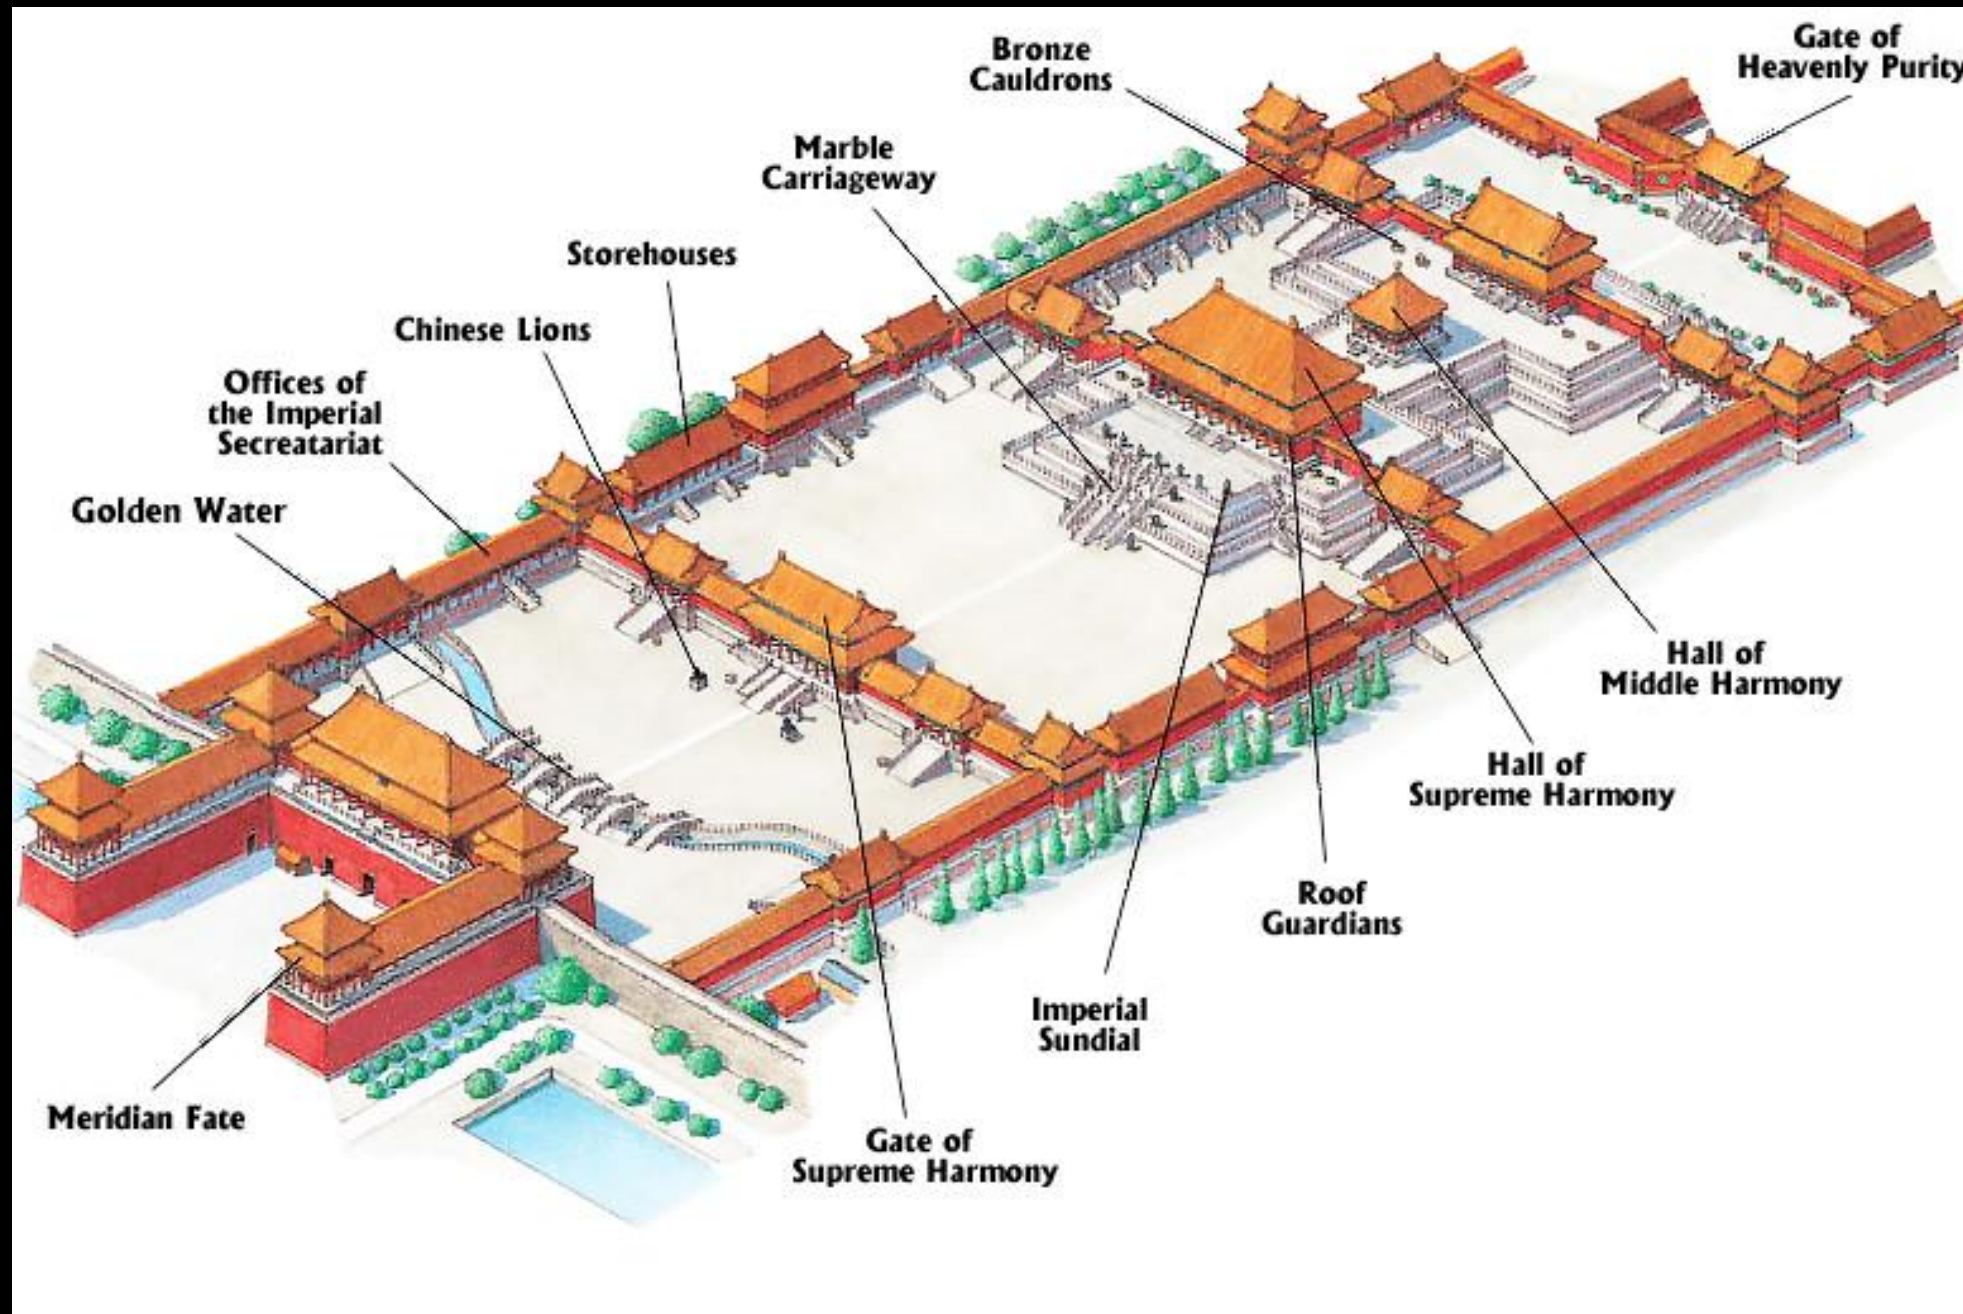 Bronze
Cauldrons
Gate of
Heavenly Purity
Marble
Carriageway
Storehouses
Chinese Lions
Offices of
the Imperial
Secreatariat
Golden Water
Hall of
Middle Harmony
Hall of
Supreme Harmony
Roof
Guardians
Imperial
Sundial
Meridian Fate
Gate of
Supreme Harmony